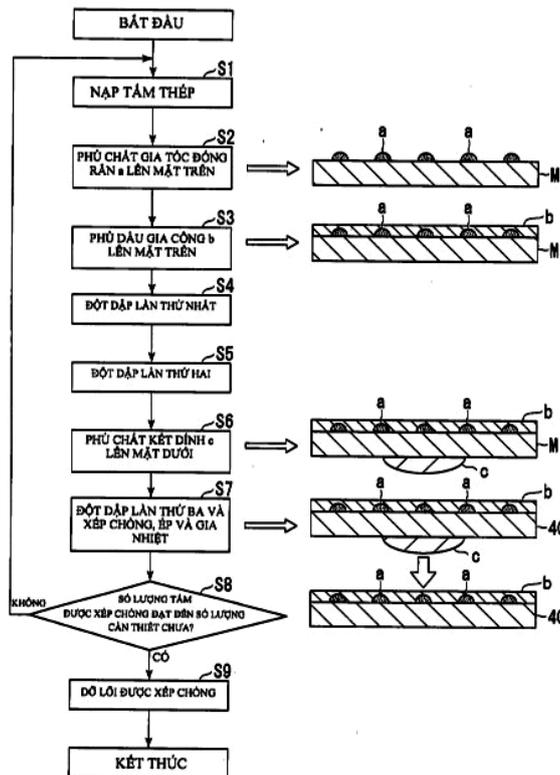 BẮT ĐẦU
S1
NẠP TẤM THÉP
S2
PHỦ CHẤT GIA TỐC ĐÓNG
RẮN a LÊN MẶT TRÊN
a a
M
S3
PHỦ DẦU GIA CÔNG b
LÊN MẶT TRÊN
a a b
M
S4
ĐỘT DẬP LẦN THỨ NHẤT
S5
ĐỘT DẬP LẦN THỨ HAI
S6
PHỦ CHẤT KẾT DÍNH c
LÊN MẶT DƯỚI
a a b
M
c
S7
ĐỘT DẬP LẦN THỨ BA VÀ
XẾP CHỒNG, ÉP VÀ GIA
NHIỆT
a a b
40
c
S8
SỐ LƯỢNG TẤM
ĐƯỢC XẾP CHỒNG ĐẠT ĐẾN SỐ LƯỢNG
CẦN THIẾT CHƯA?
KHÔNG
CÓ
a a b
40
S9
DỠ LÕI ĐƯỢC XẾP CHỒNG
KẾT THÚC